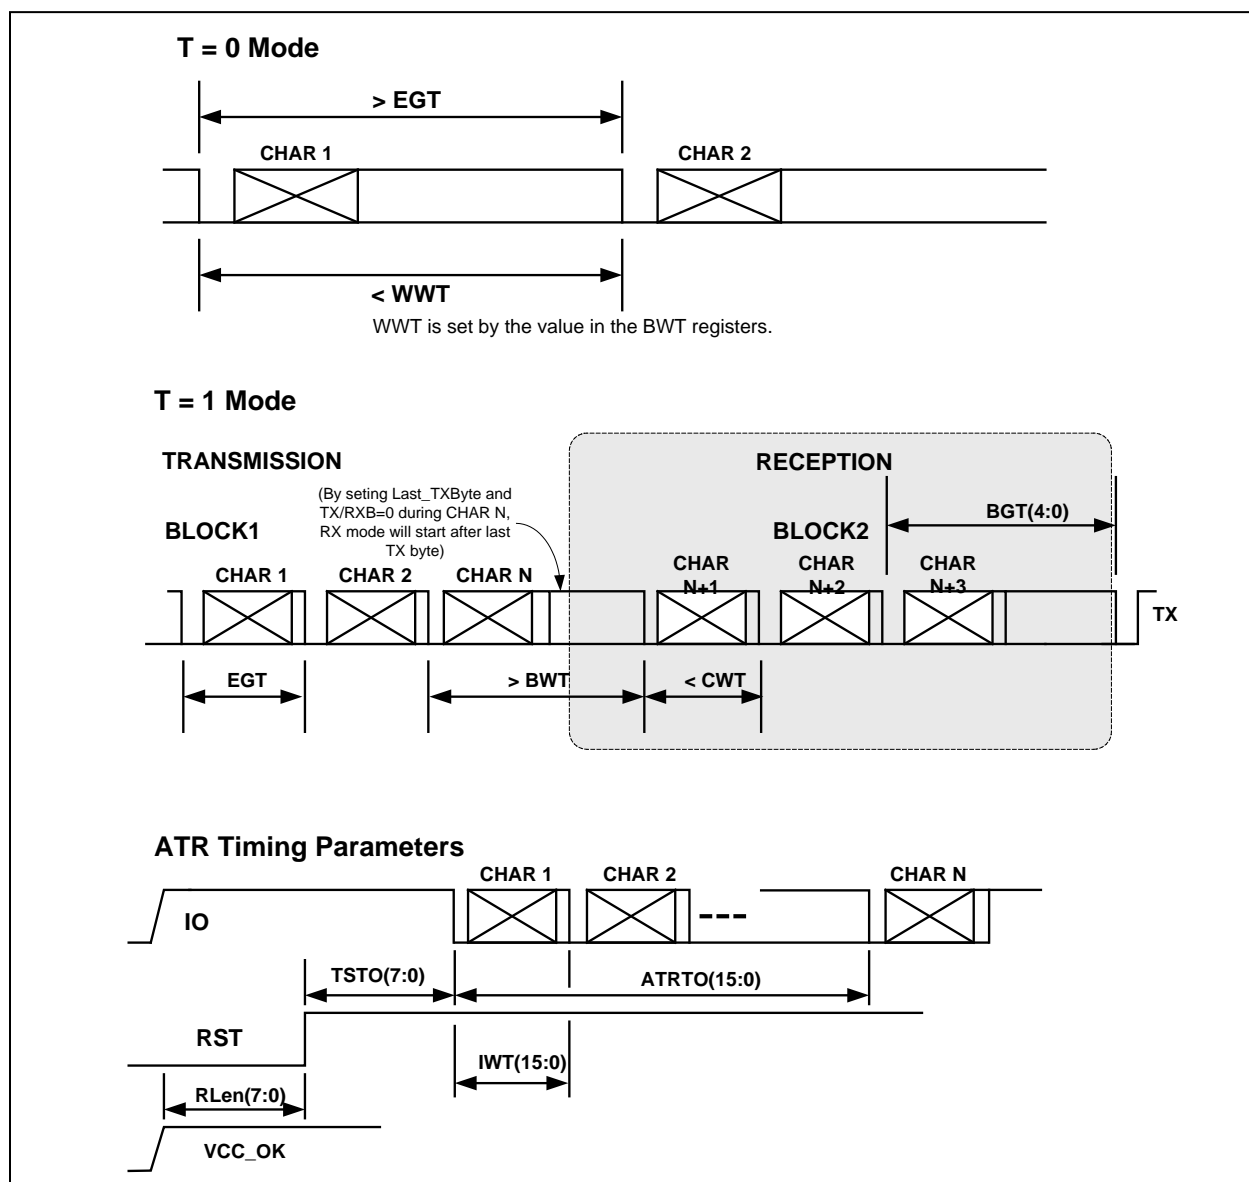 T = 0 Mode
> EGT
CHAR 1
CHAR 2
< WWT
WWT is set by the value in the BWT registers.
T = 1 Mode
TRANSMISSION
RECEPTION
(By seting Last_TXByte and
TX/RXB=0 during CHAR N,
RX mode will start after last
TX byte)
BGT(4:0)
BLOCK1
BLOCK2
CHAR 1
CHAR 2
CHAR N
CHAR
N+1
CHAR
N+2
CHAR
N+3
TX
EGT
> BWT
< CWT
ATR Timing Parameters
CHAR 1
CHAR 2
CHAR N
IO
TSTO(7:0)
ATRTO(15:0)
RST
IWT(15:0)
RLen(7:0)
VCC_OK